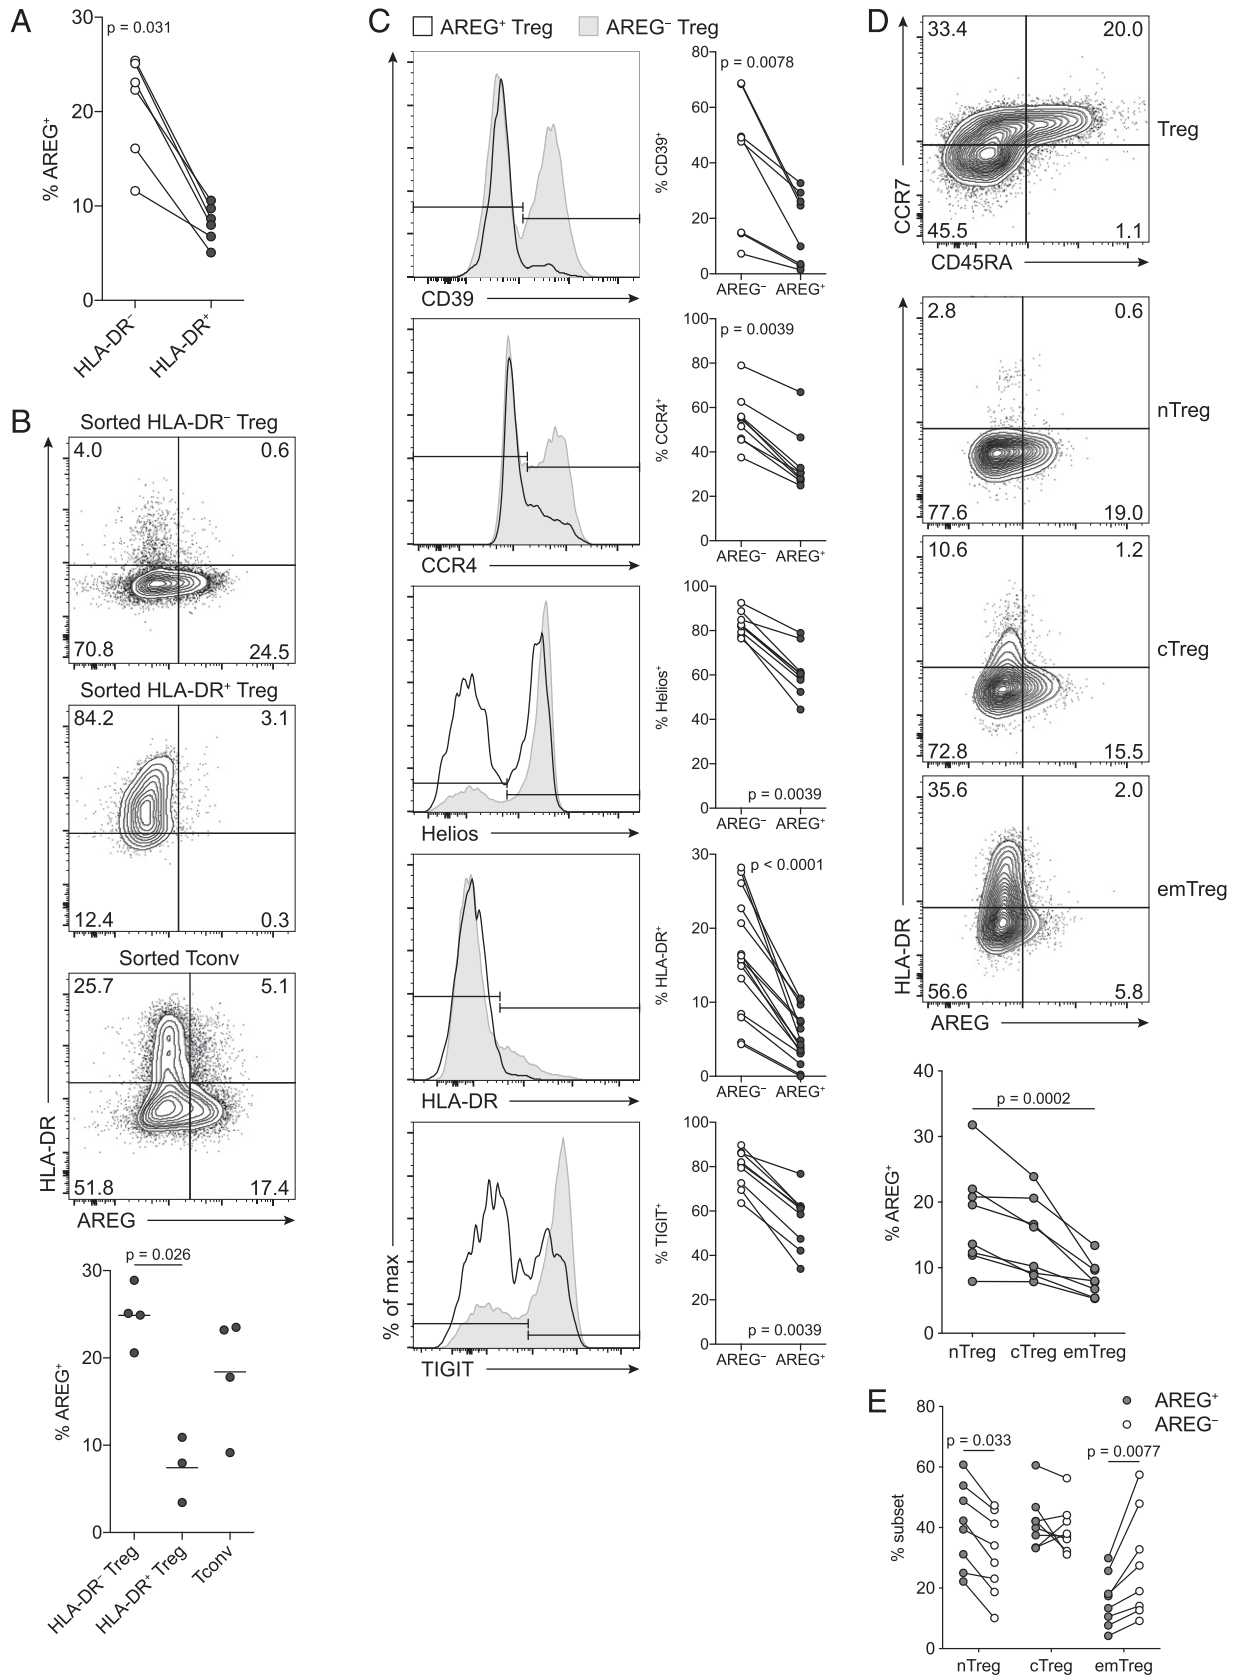 A
30
20
10
0
% AREG⁺
p = 0.031
HLA-DR⁻
HLA-DR⁺
B
Sorted HLA-DR⁻ Treg
4.0
0.6
70.8
24.5
Sorted HLA-DR⁺ Treg
84.2
3.1
12.4
0.3
Sorted Tconv
25.7
5.1
51.8
17.4
HLA-DR
AREG
p = 0.026
30
20
10
0
% AREG⁺
HLA-DR⁻ Treg
HLA-DR⁺ Treg
Tconv
C
AREG⁺ Treg
AREG⁻ Treg
CD39
80
60
40
20
0
% CD39⁺
p = 0.0078
AREG⁻ AREG⁺
CCR4
100
80
60
40
20
0
% CCR4⁺
p = 0.0039
AREG⁻ AREG⁺
Helios
100
80
60
40
20
0
% Helios⁺
p = 0.0039
AREG⁻ AREG⁺
HLA-DR
30
20
10
0
% HLA-DR⁺
p < 0.0001
AREG⁻ AREG⁺
% of max
TIGIT
100
80
60
40
20
0
% TIGIT⁺
p = 0.0039
AREG⁻ AREG⁺
D
33.4
20.0
45.5
1.1
Treg
CCR7
CD45RA
2.8
0.6
77.6
19.0
nTreg
10.6
1.2
72.8
15.5
cTreg
35.6
2.0
56.6
5.8
emTreg
HLA-DR
AREG
40
30
20
10
0
% AREG⁺
p = 0.0002
nTreg cTreg emTreg
E
AREG⁺
AREG⁻
80
60
40
20
0
% subset
p = 0.033
p = 0.0077
nTreg
cTreg
emTreg